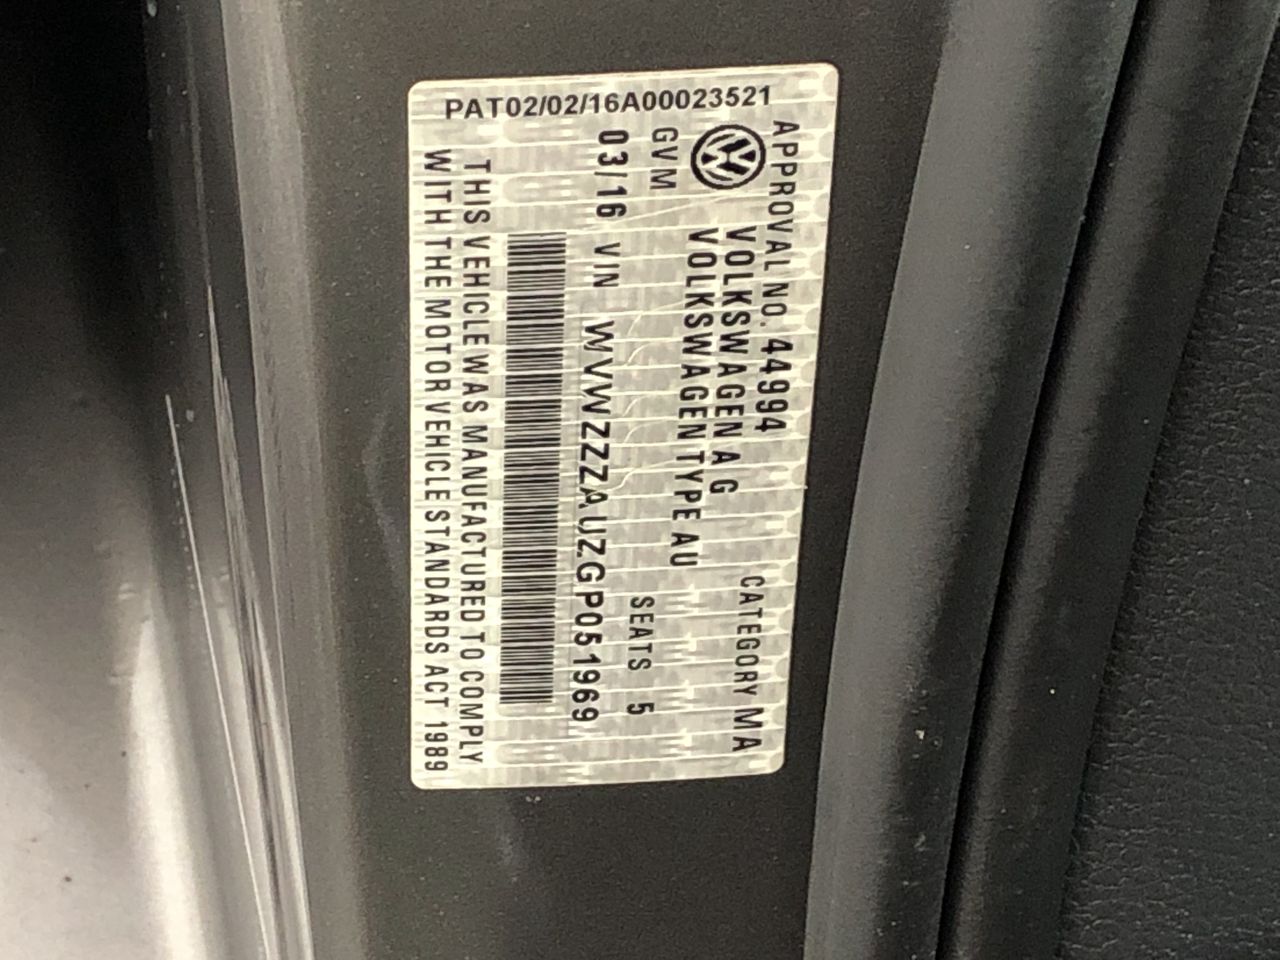 PAT02/02/16A00023521
APPROVAL NO. 44994 CATEGORY MA
VOLKSWAGEN AG
VOLKSWAGEN TYPE AU
GVM SEATS 5
03/16 VIN WVWZZZAUZGP051969
THIS VEHICLE WAS MANUFACTURED TO COMPLY
WITH THE MOTOR VEHICLE STANDARDS ACT 1989